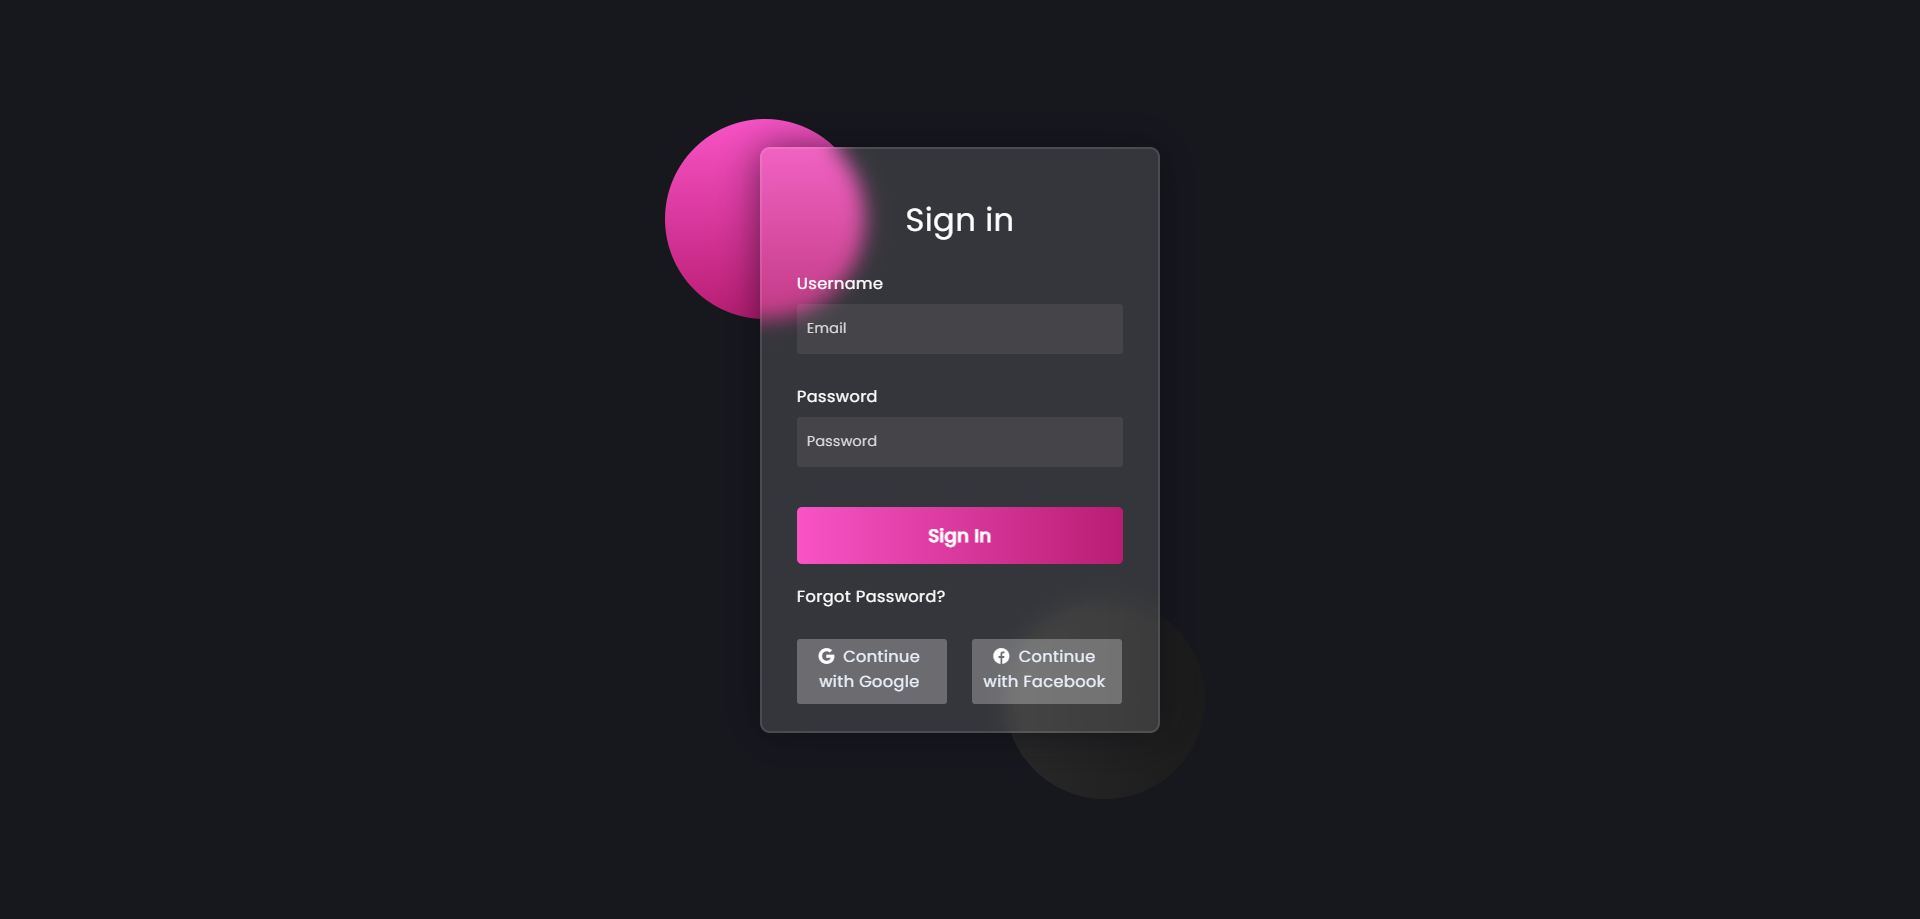 Sign in
Username
Email
Password
Password
Sign In
Forgot Password?
Continue
with Google
Continue
with Facebook